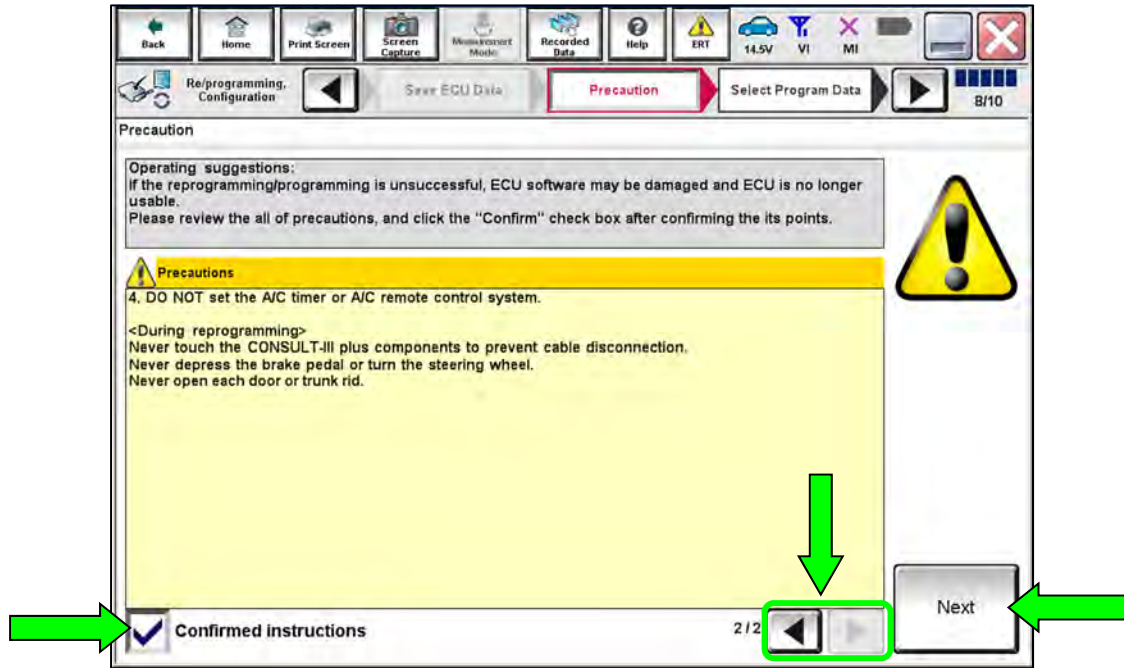 Back
Home
Print Screen
Screen
Capture
Measurement
Mode
Recorded
Data
Help
ERT
14.5V
VI
MI
Re/programming,
Configuration
Save ECU Data
Precaution
Select Program Data
8/10
Precaution
Operating suggestions:
If the reprogramming/programming is unsuccessful, ECU software may be damaged and ECU is no longer
usable.
Please review the all of precautions, and click the "Confirm" check box after confirming the its points.
Precautions
4. DO NOT set the A/C timer or A/C remote control system.
<During reprogramming>
Never touch the CONSULT-III plus components to prevent cable disconnection.
Never depress the brake pedal or turn the steering wheel.
Never open each door or trunk rid.
Confirmed instructions
2/2
Next